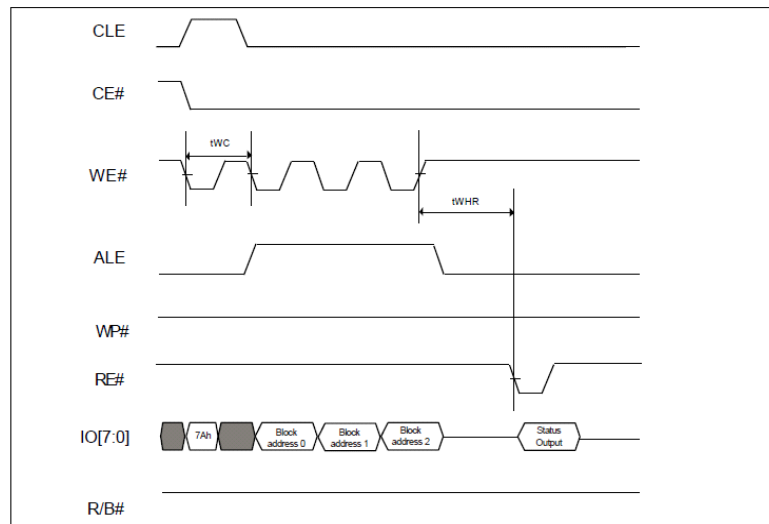 CLE
CE#
tWC
WE#
tWHR
ALE
WP#
RE#
IO[7:0]
7Ah
Block
address 0
Block
address 1
Block
address 2
Status
Output
R/B#